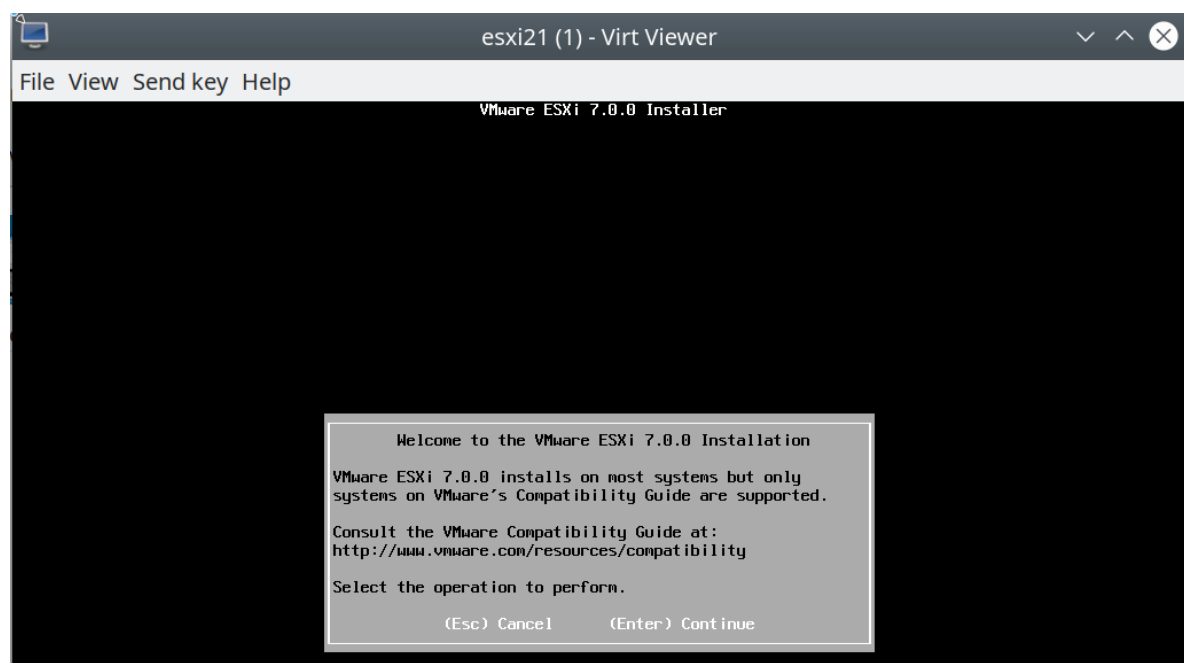 esxi21 (1) - Virt Viewer
File View Send key Help
VMware ESXi 7.0.0 Installer
Welcome to the VMware ESXi 7.0.0 Installation
VMware ESXi 7.0.0 installs on most systems but only
systems on VMware's Compatibility Guide are supported.
Consult the VMware Compatibility Guide at:
http://www.vmware.com/resources/compatibility
Select the operation to perform.
(Esc) Cancel (Enter) Continue